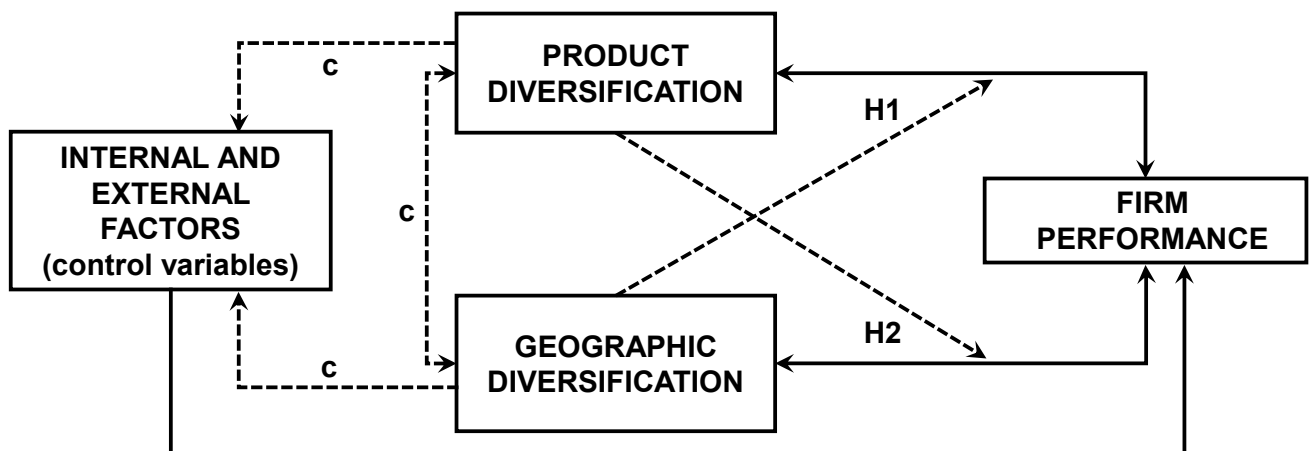 PRODUCT
DIVERSIFICATION
c
H1
INTERNAL AND
EXTERNAL
FACTORS
(control variables)
c
FIRM
PERFORMANCE
GEOGRAPHIC
DIVERSIFICATION
H2
c